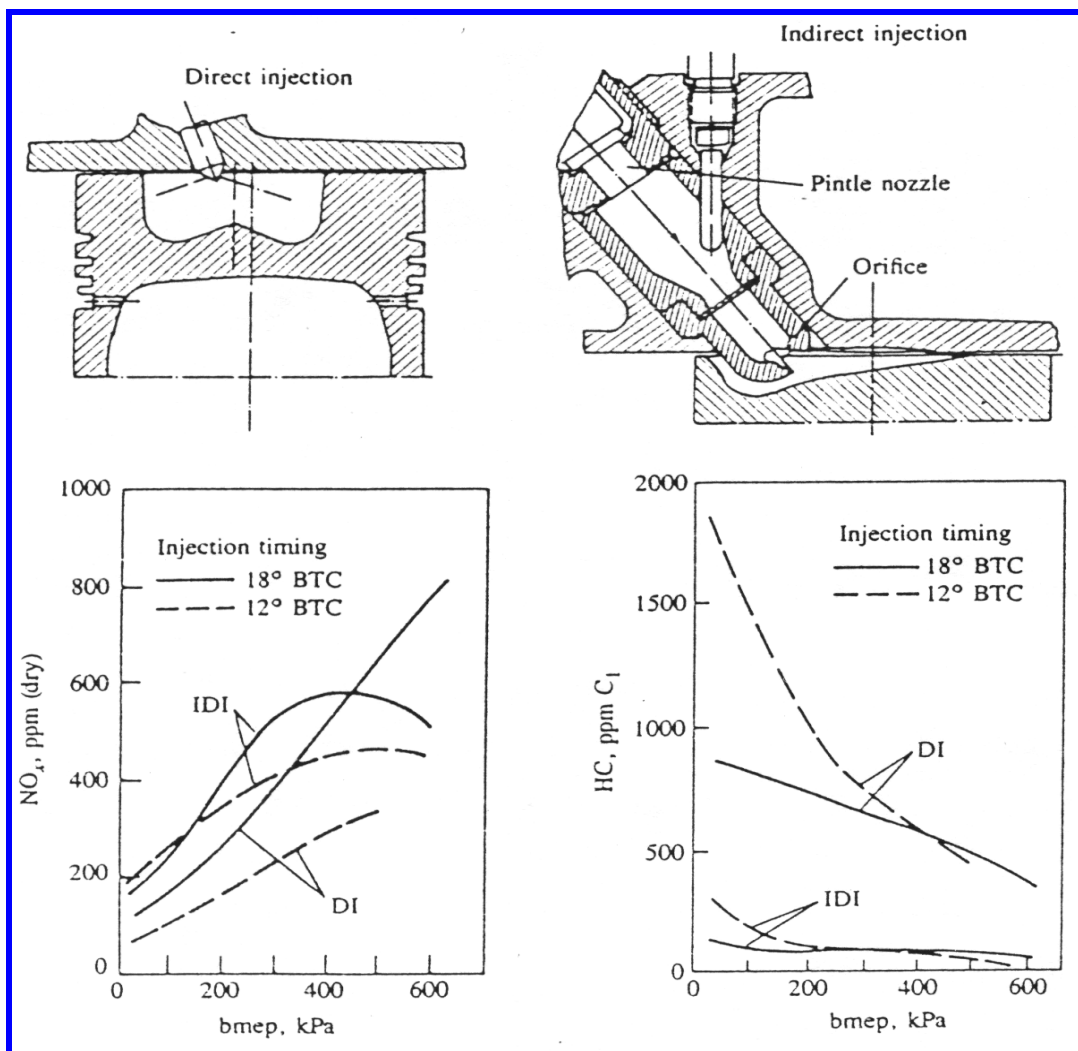 Direct injection
Indirect injection
Pintle nozzle
Orifice
1000
800
600
400
200
0
NOx, ppm (dry)
Injection timing
18° BTC
12° BTC
IDI
DI
0
200
400
600
bmep, kPa
2000
1500
1000
500
0
HC, ppm C1
Injection timing
18° BTC
12° BTC
DI
IDI
0
200
400
600
bmep, kPa